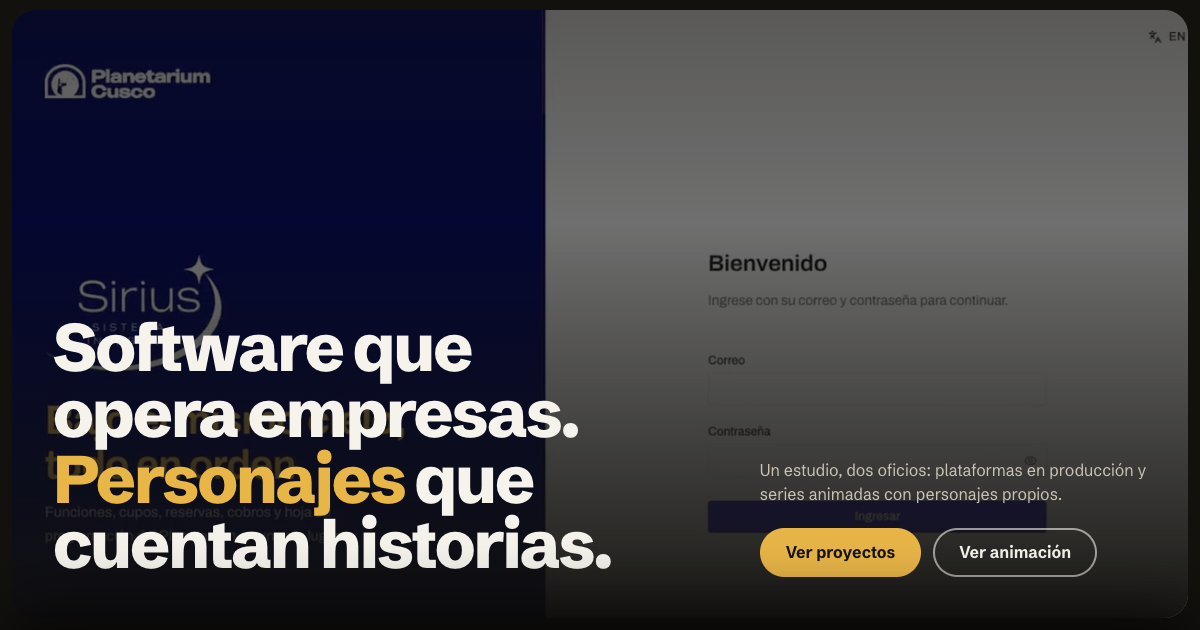 Planetarium
Cusco
EN
Sirius
SISTEMA
Bienvenido
Ingrese con su correo y contraseña para continuar.
Correo
Contraseña
Ingresar
Software que
opera empresas.
Personajes que
cuentan historias.
Funciones, cupos, reservas, cobros y hoja
Un estudio, dos oficios: plataformas en producción y
series animadas con personajes propios.
Ver proyectos
Ver animación